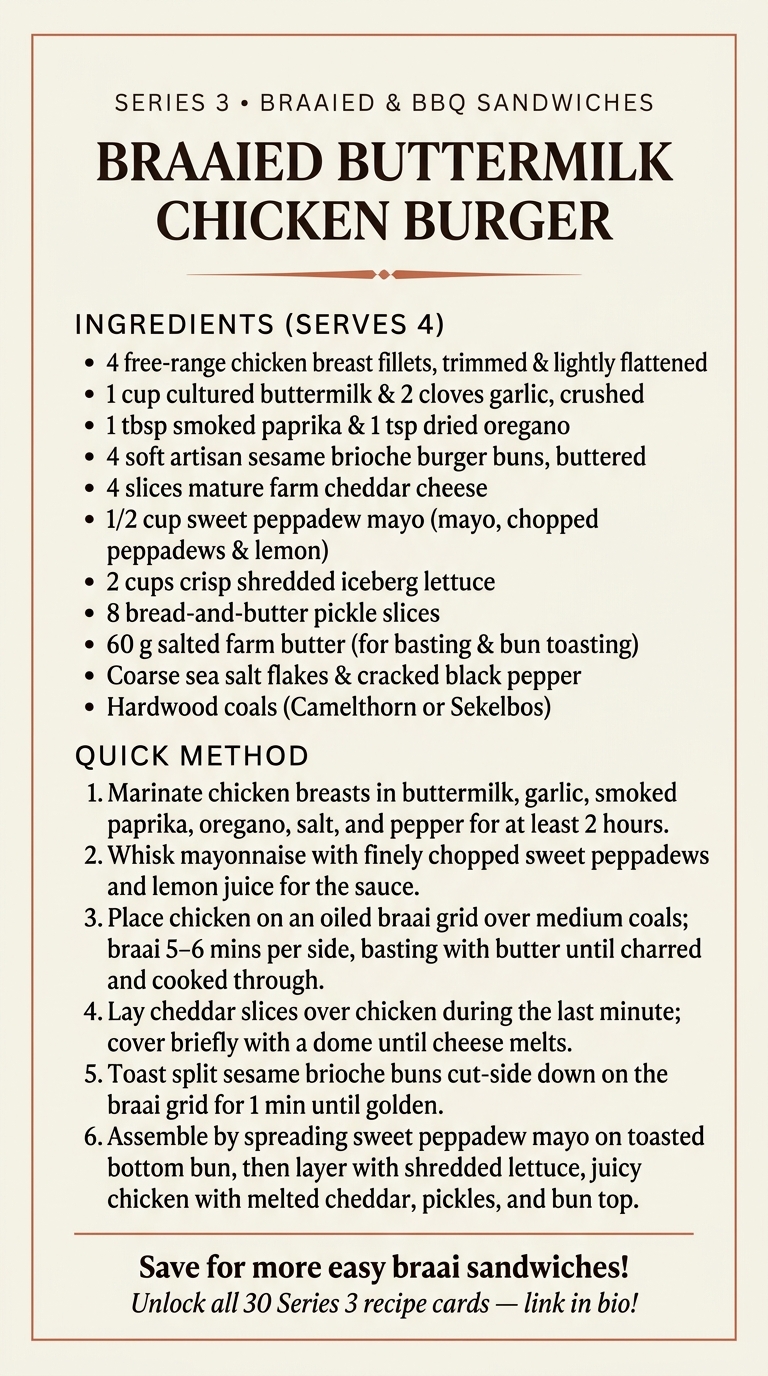 SERIES 3 • BRAAIED & BBQ SANDWICHES
BRAAIED BUTTERMILK
CHICKEN BURGER
INGREDIENTS (SERVES 4)
• 4 free-range chicken breast fillets, trimmed & lightly flattened
• 1 cup cultured buttermilk & 2 cloves garlic, crushed
• 1 tbsp smoked paprika & 1 tsp dried oregano
• 4 soft artisan sesame brioche burger buns, buttered
• 4 slices mature farm cheddar cheese
• 1/2 cup sweet peppadew mayo (mayo, chopped
peppadews & lemon)
• 2 cups crisp shredded iceberg lettuce
• 8 bread-and-butter pickle slices
• 60 g salted farm butter (for basting & bun toasting)
• Coarse sea salt flakes & cracked black pepper
• Hardwood coals (Camelthorn or Sekelbos)
QUICK METHOD
1. Marinate chicken breasts in buttermilk, garlic, smoked
paprika, oregano, salt, and pepper for at least 2 hours.
2. Whisk mayonnaise with finely chopped sweet peppadews
and lemon juice for the sauce.
3. Place chicken on an oiled braai grid over medium coals;
braai 5–6 mins per side, basting with butter until charred
and cooked through.
4. Lay cheddar slices over chicken during the last minute;
cover briefly with a dome until cheese melts.
5. Toast split sesame brioche buns cut-side down on the
braai grid for 1 min until golden.
6. Assemble by spreading sweet peppadew mayo on toasted
bottom bun, then layer with shredded lettuce, juicy
chicken with melted cheddar, pickles, and bun top.
Save for more easy braai sandwiches!
Unlock all 30 Series 3 recipe cards — link in bio!